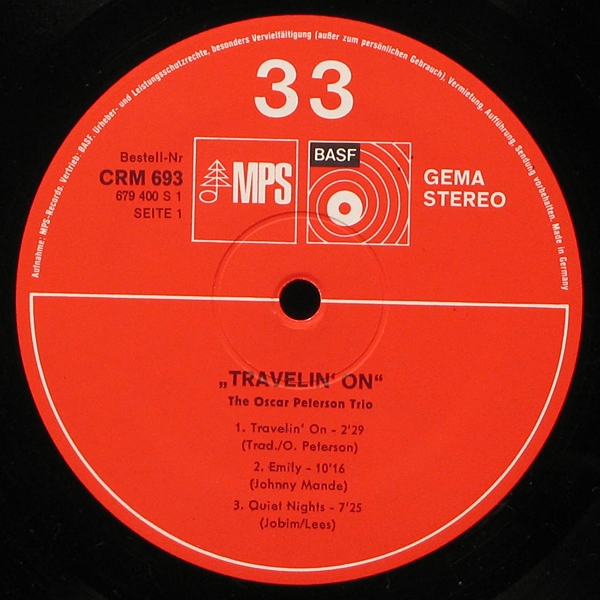 Aufnahme: MPS-Records. Vertrieb: BASF. Urheber- und Leistungsschutzrechte, besonders Vervielfältigung (außer zum persönlichen Gebrauch), Vermietung, Aufführung, Sendung vorbehalten. Made in Germany
33
Bestell-Nr
CRM 693
679 400 S 1
SEITE 1
MPS
BASF
GEMA
STEREO
„TRAVELIN' ON“
The Oscar Peterson Trio
1. Travelin' On - 2'29
(Trad./O. Peterson)
2. Emily - 10'16
(Johnny Mande)
3. Quiet Nights - 7'25
(Jobim/Lees)